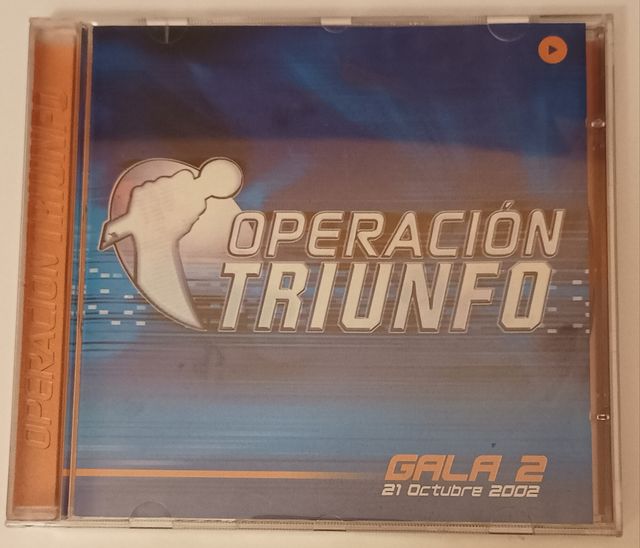 OPERACIÓN TRIUNFO
OPERACIÓN
TRIUNFO
GALA 2
21 Octubre 2002